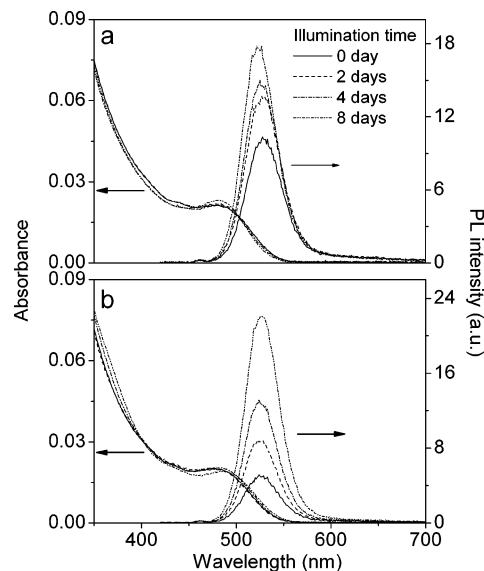 a
Illumination time
0 day
2 days
4 days
8 days
0.09
0.06
0.03
0.00
18
12
6
0
b
0.09
0.06
0.03
0.00
24
16
8
0
400 500 600 700
Wavelength (nm)
Absorbance
PL intensity (a.u.)